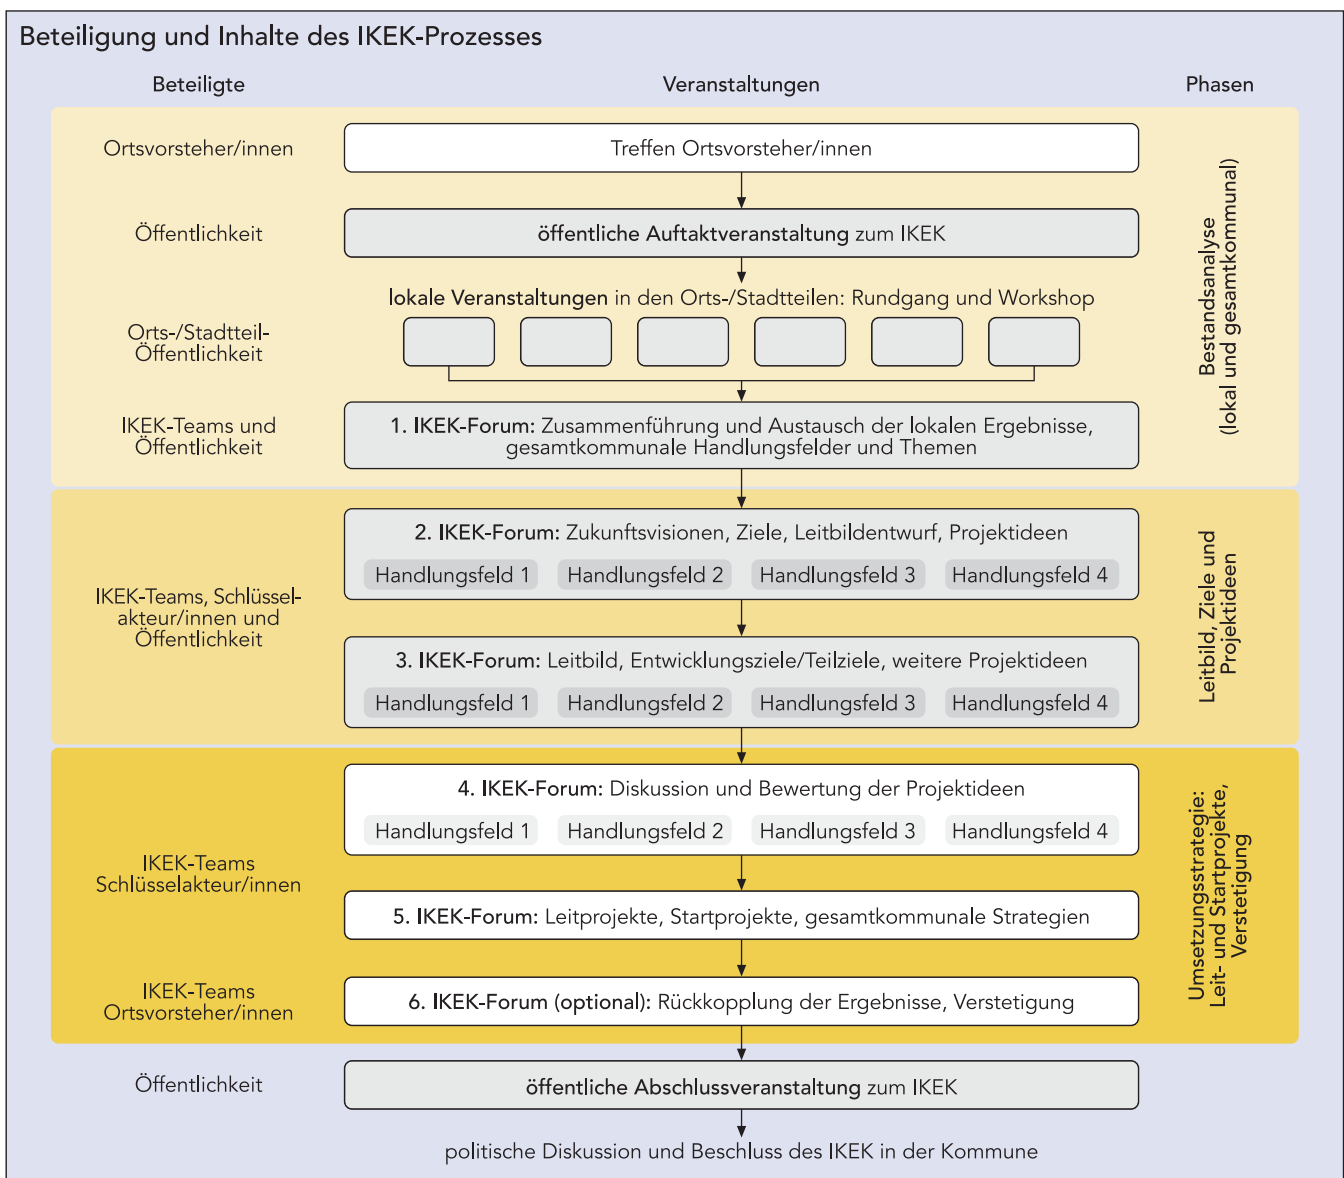 Beteiligung und Inhalte des IKEK-Prozesses
Beteiligte
Veranstaltungen
Phasen
Ortsvorsteher/innen
Treffen Ortsvorsteher/innen
Öffentlichkeit
öffentliche Auftaktveranstaltung zum IKEK
lokale Veranstaltungen in den Orts-/Stadtteilen: Rundgang und Workshop
Orts-/Stadtteil-
Öffentlichkeit
IKEK-Teams und
Öffentlichkeit
1. IKEK-Forum: Zusammenführung und Austausch der lokalen Ergebnisse,
gesamtkommunale Handlungsfelder und Themen
Bestandsanalyse
(lokal und gesamtkommunal)
2. IKEK-Forum: Zukunftsvisionen, Ziele, Leitbildentwurf, Projektideen
Handlungsfeld 1
Handlungsfeld 2
Handlungsfeld 3
Handlungsfeld 4
IKEK-Teams, Schlüssel-
akteur/innen und
Öffentlichkeit
3. IKEK-Forum: Leitbild, Entwicklungsziele/Teilziele, weitere Projektideen
Handlungsfeld 1
Handlungsfeld 2
Handlungsfeld 3
Handlungsfeld 4
Leitbild, Ziele und
Projektideen
4. IKEK-Forum: Diskussion und Bewertung der Projektideen
Handlungsfeld 1
Handlungsfeld 2
Handlungsfeld 3
Handlungsfeld 4
IKEK-Teams
Schlüsselakteur/innen
5. IKEK-Forum: Leitprojekte, Startprojekte, gesamtkommunale Strategien
IKEK-Teams
Ortsvorsteher/innen
6. IKEK-Forum (optional): Rückkopplung der Ergebnisse, Verstetigung
Umsetzungsstrategie:
Leit- und Startprojekte,
Verstetigung
Öffentlichkeit
öffentliche Abschlussveranstaltung zum IKEK
politische Diskussion und Beschluss des IKEK in der Kommune